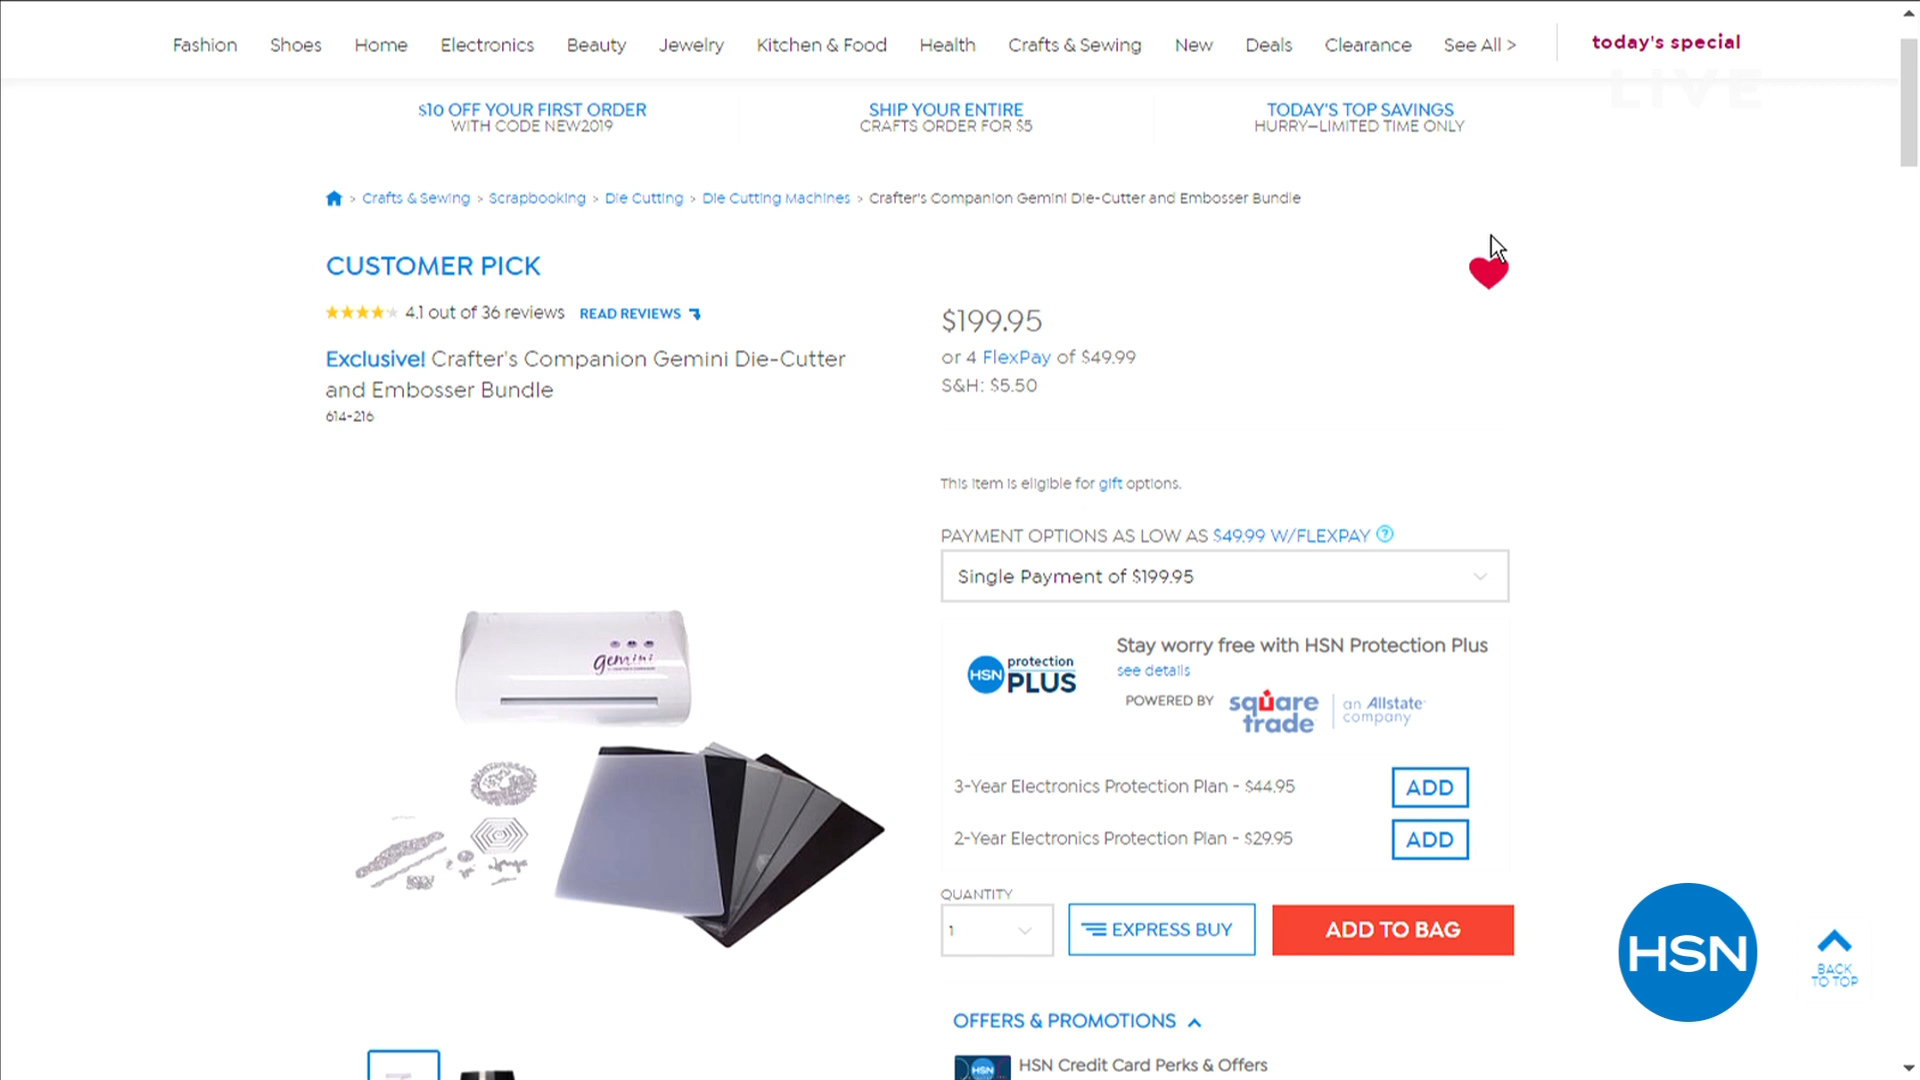 Fashion Shoes Home Electronics Beauty Jewelry Kitchen & Food Health Crafts & Sewing New Deals Clearance See All > today's special
LIVE
$10 OFF YOUR FIRST ORDER
WITH CODE NEW2019
SHIP YOUR ENTIRE
CRAFTS ORDER FOR $5
TODAY'S TOP SAVINGS
HURRY–LIMITED TIME ONLY
> Crafts & Sewing > Scrapbooking > Die Cutting > Die Cutting Machines > Crafter's Companion Gemini Die-Cutter and Embosser Bundle
CUSTOMER PICK
4.1 out of 36 reviews READ REVIEWS
Exclusive! Crafter's Companion Gemini Die-Cutter
and Embosser Bundle
614-216
gemini
$199.95
or 4 FlexPay of $49.99
S&H: $5.50
This item is eligible for gift options.
PAYMENT OPTIONS AS LOW AS $49.99 W/FLEXPAY ?
Single Payment of $199.95
HSN protection
PLUS
Stay worry free with HSN Protection Plus
see details
POWERED BY square
trade
an Allstate
company
3-Year Electronics Protection Plan - $44.95 ADD
2-Year Electronics Protection Plan - $29.95 ADD
QUANTITY
1 EXPRESS BUY ADD TO BAG
HSN
BACK
TO TOP
OFFERS & PROMOTIONS
HSN HSN Credit Card Perks & Offers